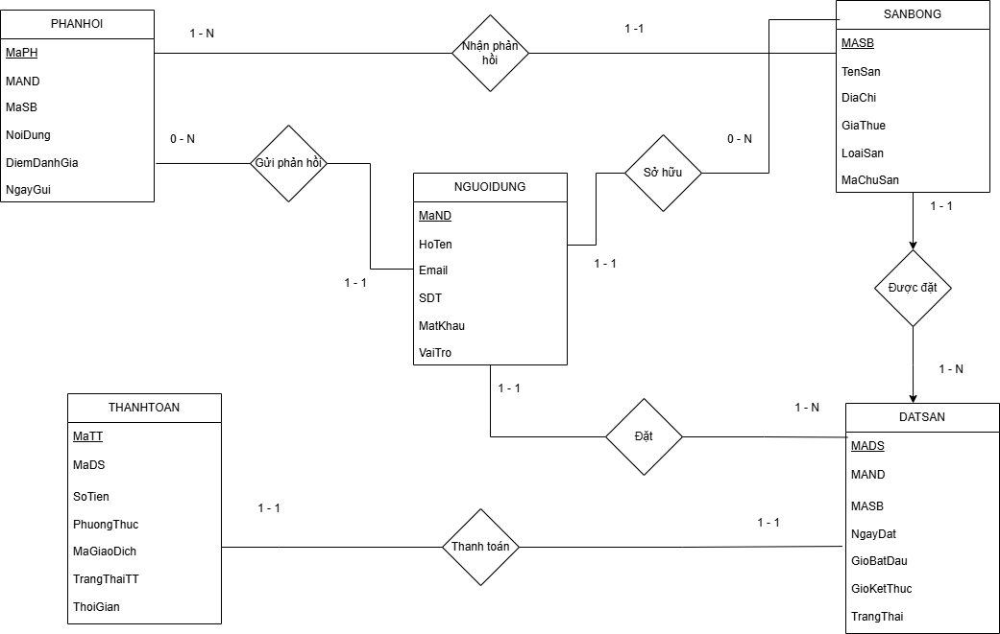 PHANHOI
MaPH
MAND
MaSB
NoiDung
DiemDanhGia
NgayGui
1 - N
Nhận phản
hồi
1 -1
0 - N
Gửi phản hồi
1 - 1
SANBONG
MASB
TenSan
DiaChi
GiaThue
LoaiSan
MaChuSan
0 - N
Sở hữu
1 - 1
NGUOIDUNG
MaND
HoTen
Email
SDT
MatKhau
VaiTro
1 - 1
Được đặt
1 - N
1 - 1
Đặt
1 - N
THANHTOAN
MaTT
MaDS
SoTien
PhuongThuc
MaGiaoDich
TrangThaiTT
ThoiGian
1 - 1
Thanh toán
1 - 1
DATSAN
MADS
MAND
MASB
NgayDat
GioBatDau
GioKetThuc
TrangThai